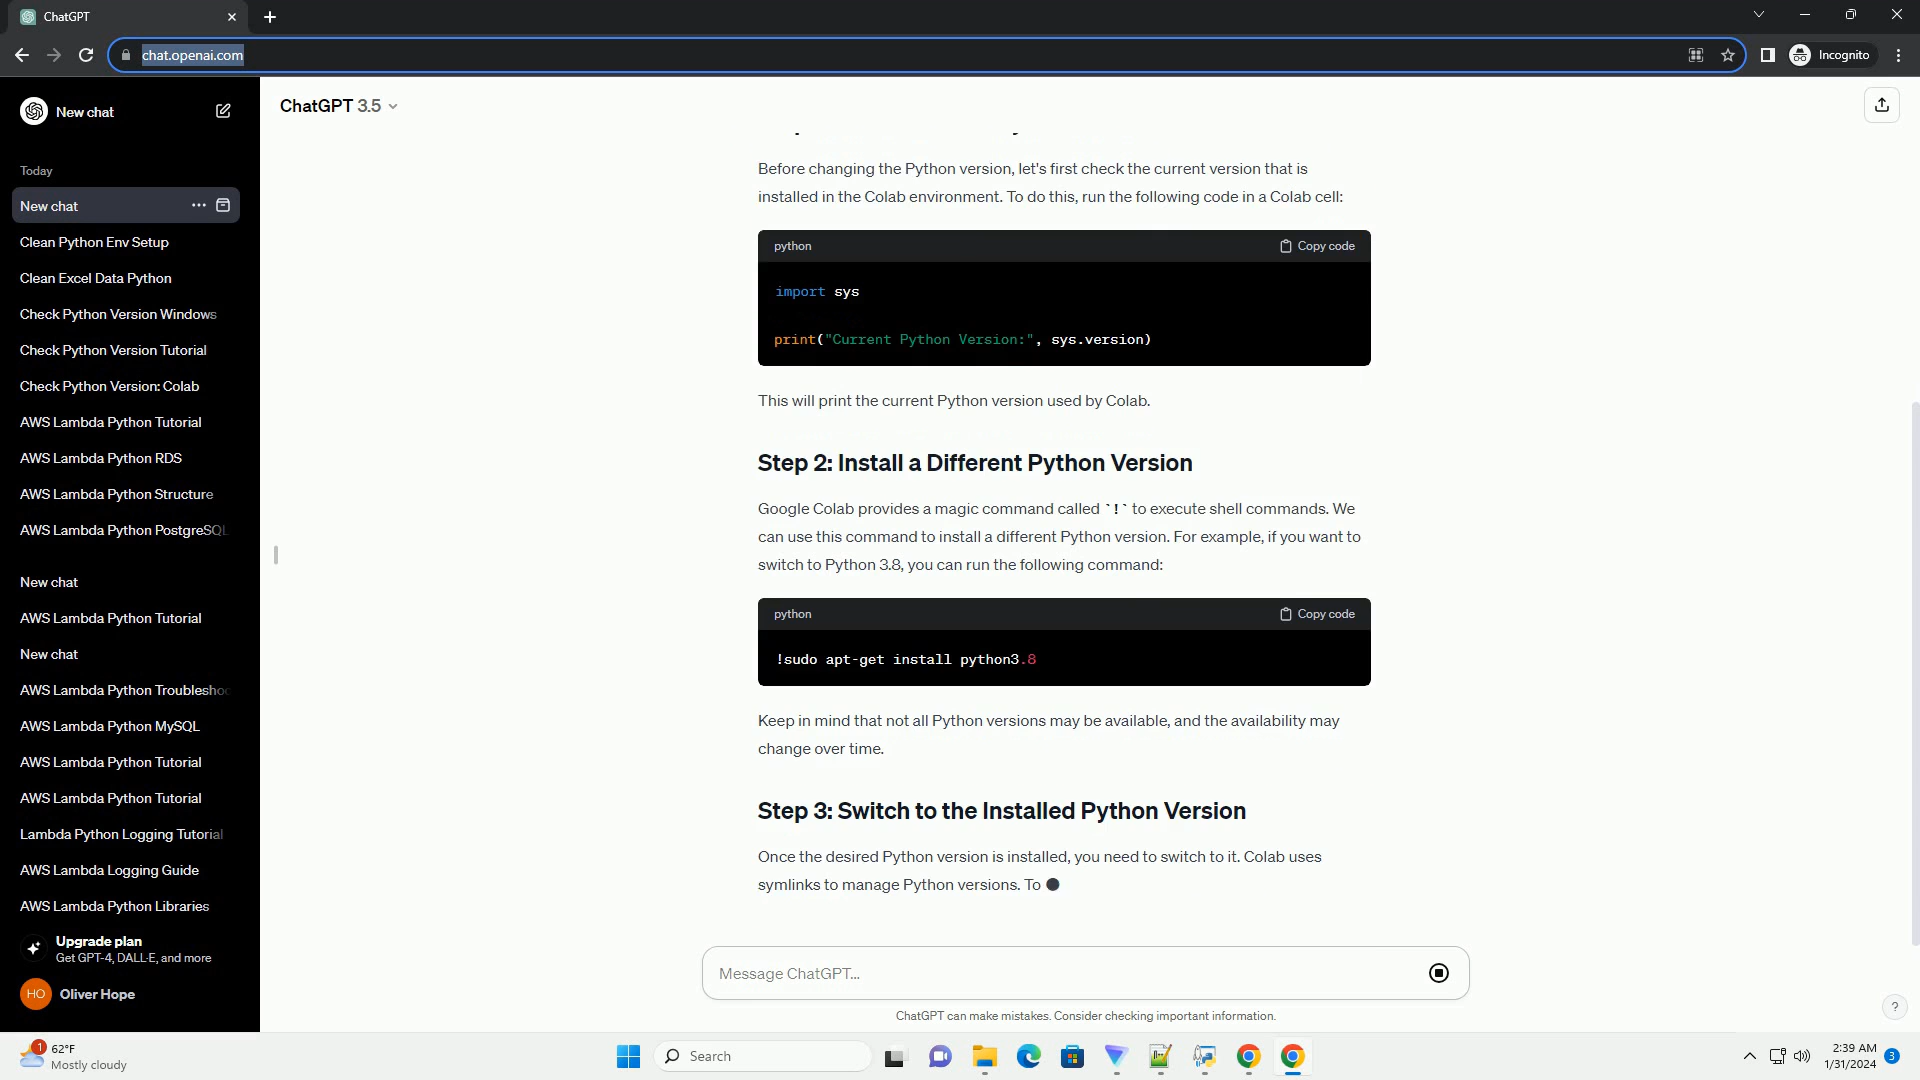 ChatGPT
chat.openai.com
Incognito
New chat
ChatGPT 3.5
Today
New chat
Clean Python Env Setup
Clean Excel Data Python
Check Python Version Windows
Check Python Version Tutorial
Check Python Version: Colab
AWS Lambda Python Tutorial
AWS Lambda Python RDS
AWS Lambda Python Structure
AWS Lambda Python PostgreSQL
New chat
AWS Lambda Python Tutorial
New chat
AWS Lambda Python Troubleshoo
AWS Lambda Python MySQL
AWS Lambda Python Tutorial
AWS Lambda Python Tutorial
Lambda Python Logging Tutorial
AWS Lambda Logging Guide
AWS Lambda Python Libraries
Upgrade plan
Get GPT-4, DALL·E, and more
HO Oliver Hope
Before changing the Python version, let's first check the current version that is
installed in the Colab environment. To do this, run the following code in a Colab cell:
python Copy code
import sys
print("Current Python Version:", sys.version)
This will print the current Python version used by Colab.
Step 2: Install a Different Python Version
Google Colab provides a magic command called `!` to execute shell commands. We
can use this command to install a different Python version. For example, if you want to
switch to Python 3.8, you can run the following command:
python Copy code
!sudo apt-get install python3.8
Keep in mind that not all Python versions may be available, and the availability may
change over time.
Step 3: Switch to the Installed Python Version
Once the desired Python version is installed, you need to switch to it. Colab uses
symlinks to manage Python versions. To
Message ChatGPT...
ChatGPT can make mistakes. Consider checking important information.
?
1
62°F
Mostly cloudy
Search
2:39 AM
1/31/2024
3